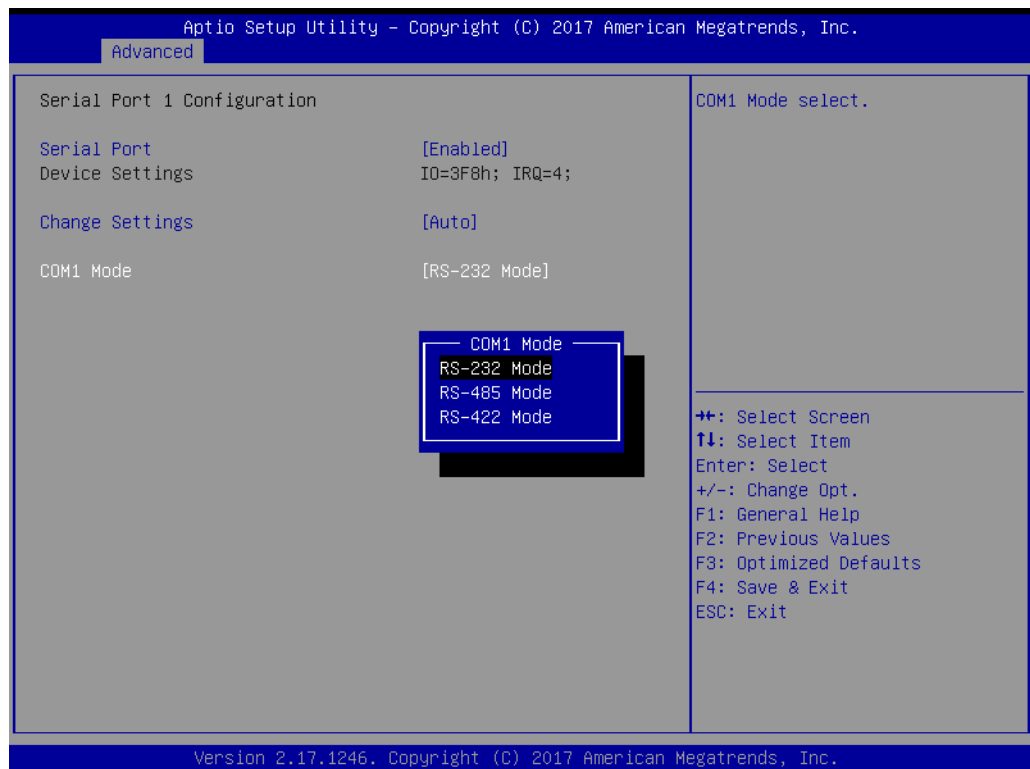 Aptio Setup Utility – Copyright (C) 2017 American Megatrends, Inc.
Advanced
Serial Port 1 Configuration
Serial Port [Enabled]
Device Settings IO=3F8h; IRQ=4;
Change Settings [Auto]
COM1 Mode [RS-232 Mode]
COM1 Mode
RS-232 Mode
RS-485 Mode
RS-422 Mode
COM1 Mode select.
→←: Select Screen
↑↓: Select Item
Enter: Select
+/-: Change Opt.
F1: General Help
F2: Previous Values
F3: Optimized Defaults
F4: Save & Exit
ESC: Exit
Version 2.17.1246. Copyright (C) 2017 American Megatrends, Inc.